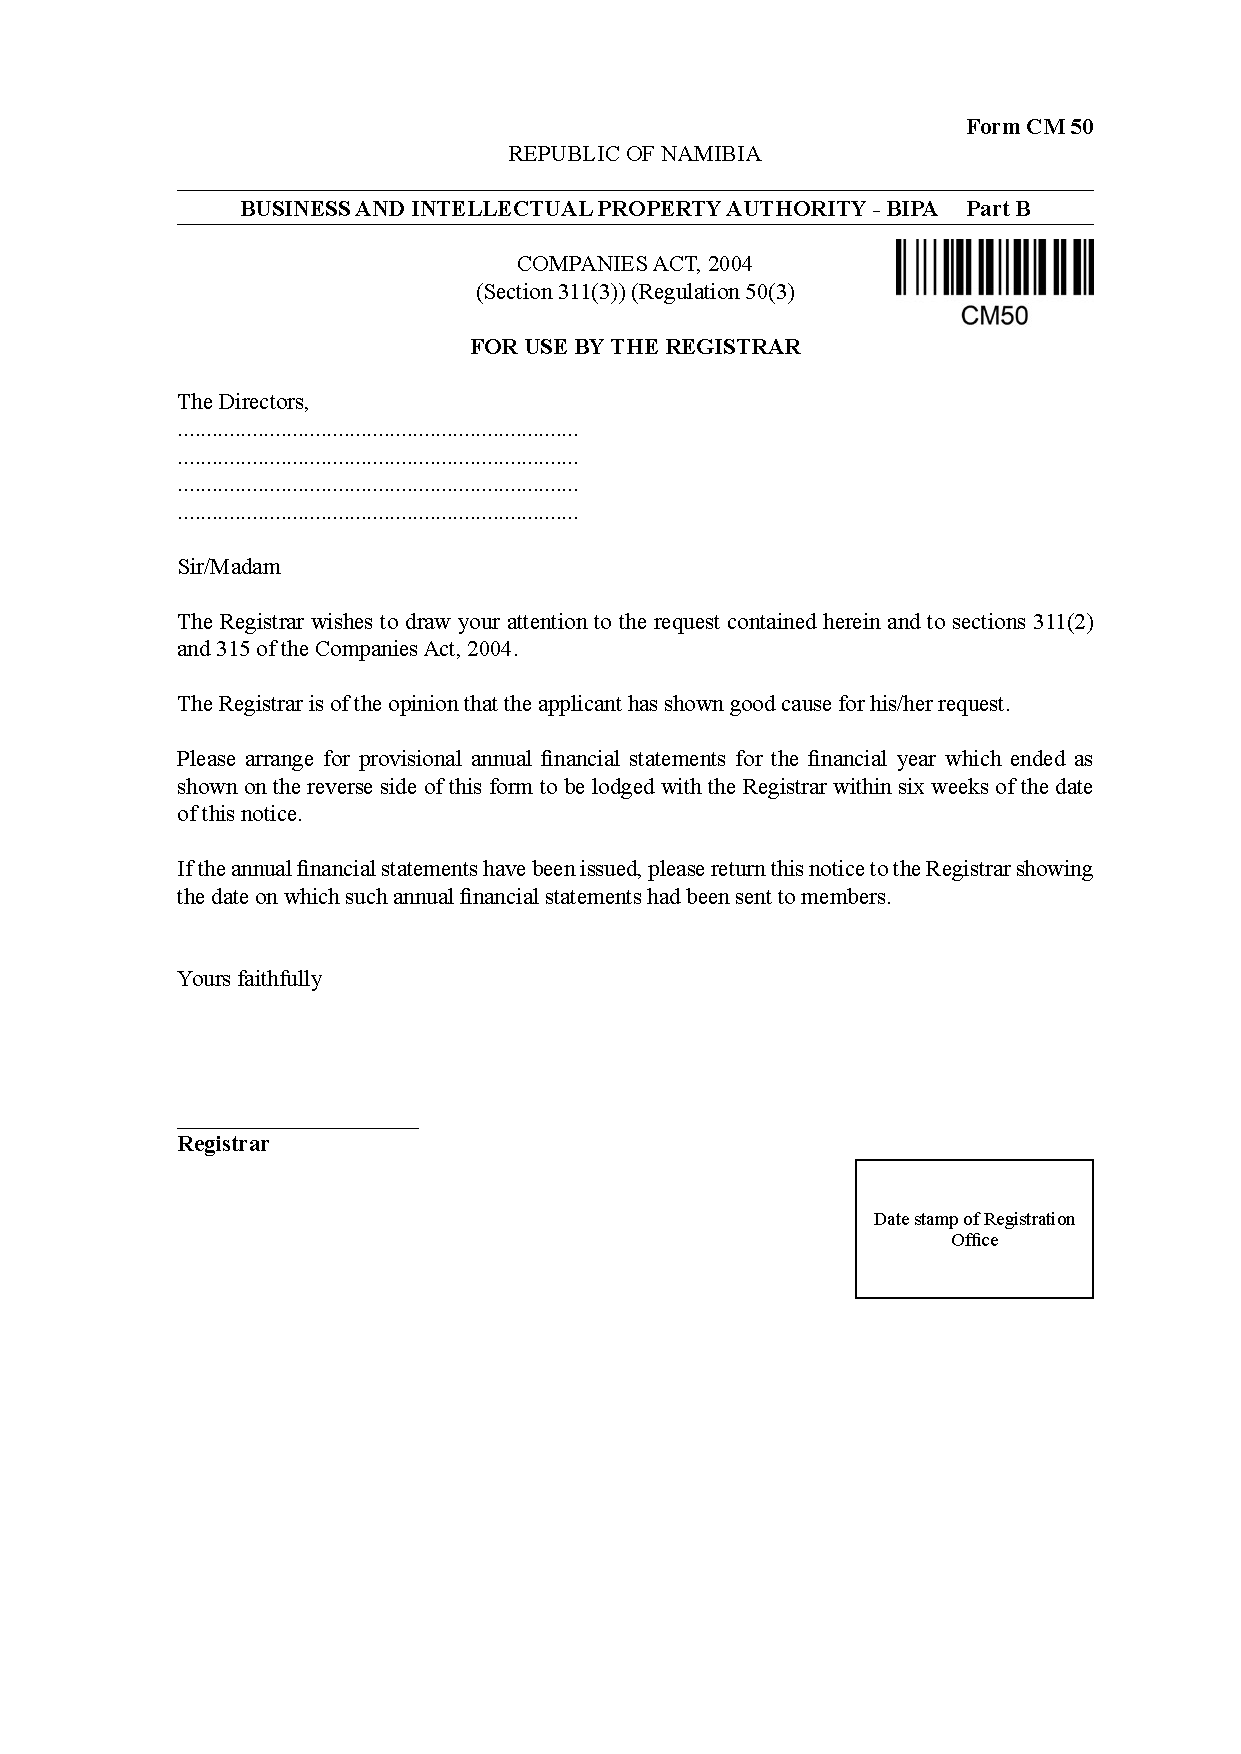 Form CM 50
REPUBLIC OF NAMIBIA
BUSINESS AND INTELLECTUAL PROPERTY AUTHORITY - BIPA Part B
COMPANIES ACT, 2004
(Section 311(3)) (Regulation 50(3)
CM50
FOR USE BY THE REGISTRAR
The Directors,
......................................................................
......................................................................
......................................................................
......................................................................
Sir/Madam
The Registrar wishes to draw your attention to the request contained herein and to sections 311(2)
and 315 of the Companies Act, 2004.
The Registrar is of the opinion that the applicant has shown good cause for his/her request.
Please arrange for provisional annual financial statements for the financial year which ended as
shown on the reverse side of this form to be lodged with the Registrar within six weeks of the date
of this notice.
If the annual financial statements have been issued, please return this notice to the Registrar showing
the date on which such annual financial statements had been sent to members.
Yours faithfully
Registrar
Date stamp of Registration
Office